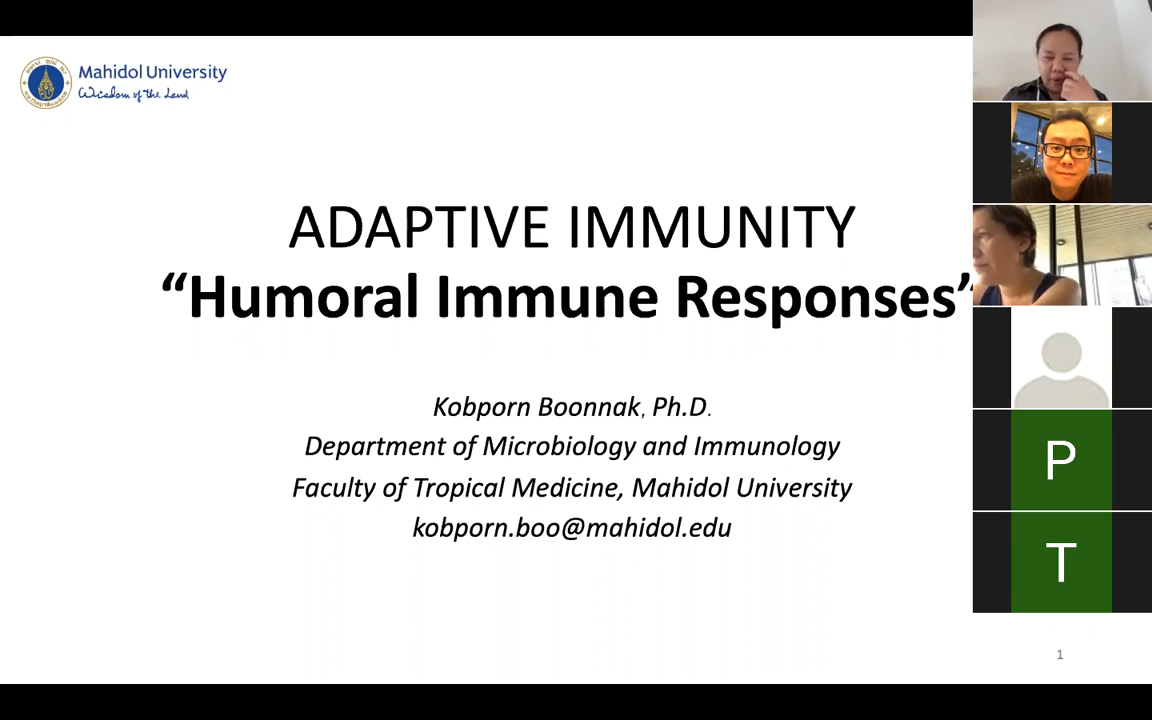 Mahidol University
Wisdom of the Land
ADAPTIVE IMMUNITY
“Humoral Immune Responses”
Kobporn Boonnak, Ph.D.
Department of Microbiology and Immunology
Faculty of Tropical Medicine, Mahidol University
kobporn.boo@mahidol.edu
P
T
1